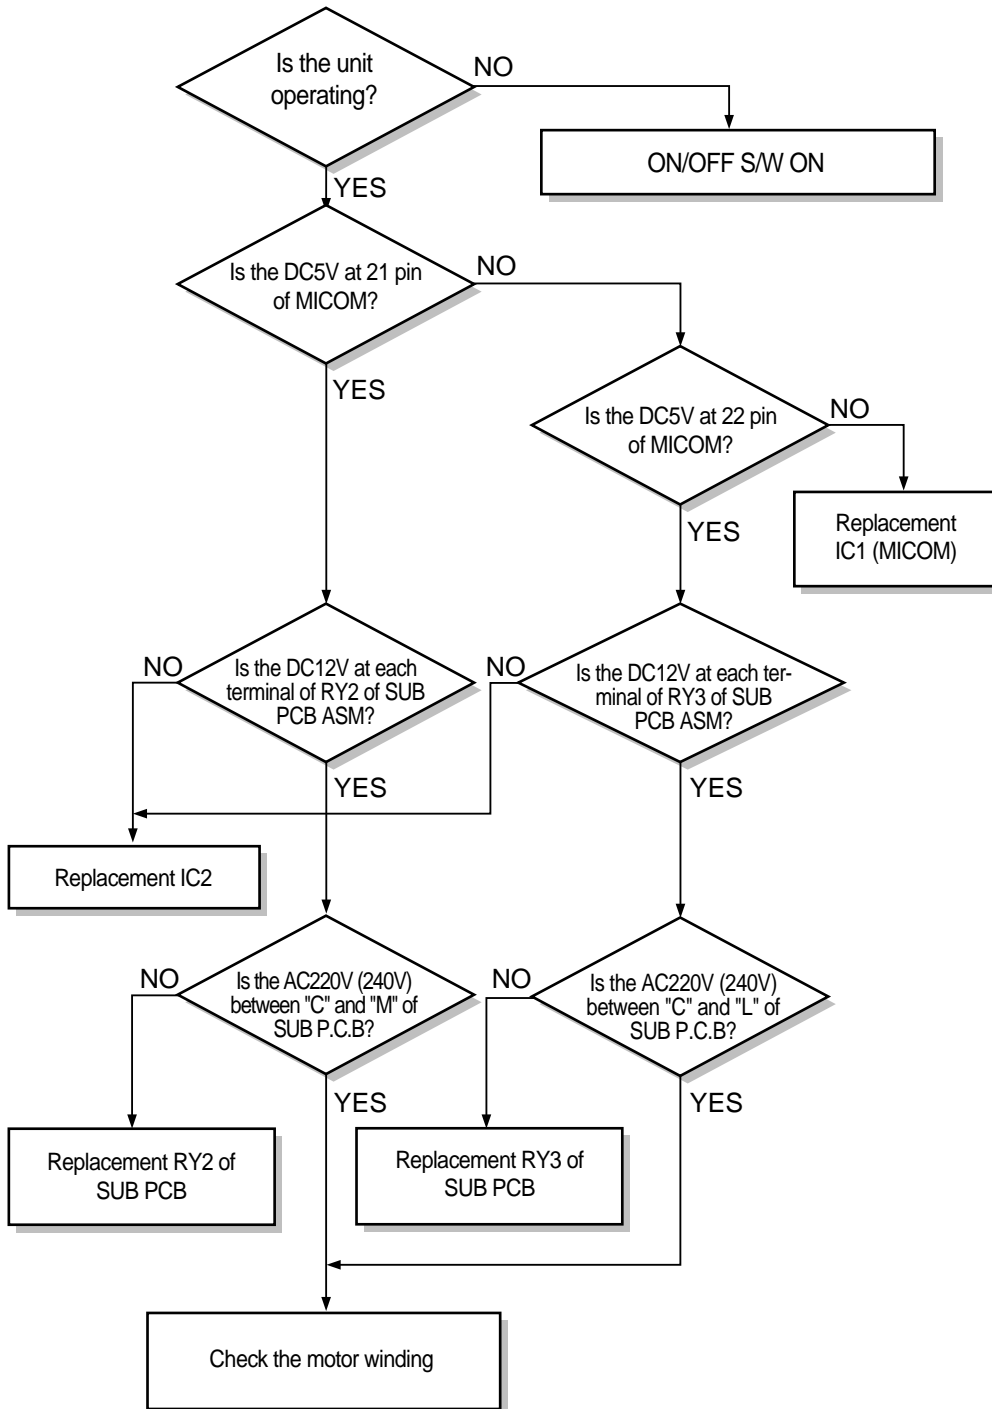 Is the unit
operating?
NO
ON/OFF S/W ON
YES
Is the DC5V at 21 pin
of MICOM?
NO
YES
Is the DC5V at 22 pin
of MICOM?
NO
Replacement
IC1 (MICOM)
YES
NO
Is the DC12V at each
terminal of RY2 of SUB
PCB ASM?
NO
Is the DC12V at each ter-
minal of RY3 of SUB
PCB ASM?
YES
YES
Replacement IC2
NO
Is the AC220V (240V)
between "C" and "M" of
SUB P.C.B?
NO
Is the AC220V (240V)
between "C" and "L" of
SUB P.C.B?
YES
YES
Replacement RY2 of
SUB PCB
Replacement RY3 of
SUB PCB
Check the motor winding